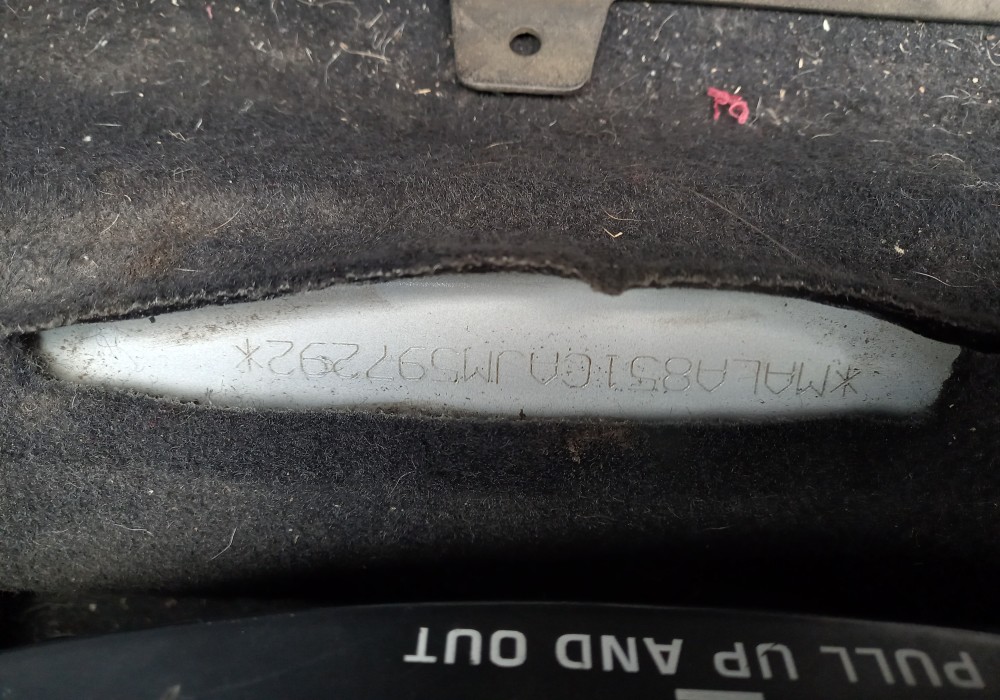 PULL UP AND OUT
*MALA851CAJM597292*